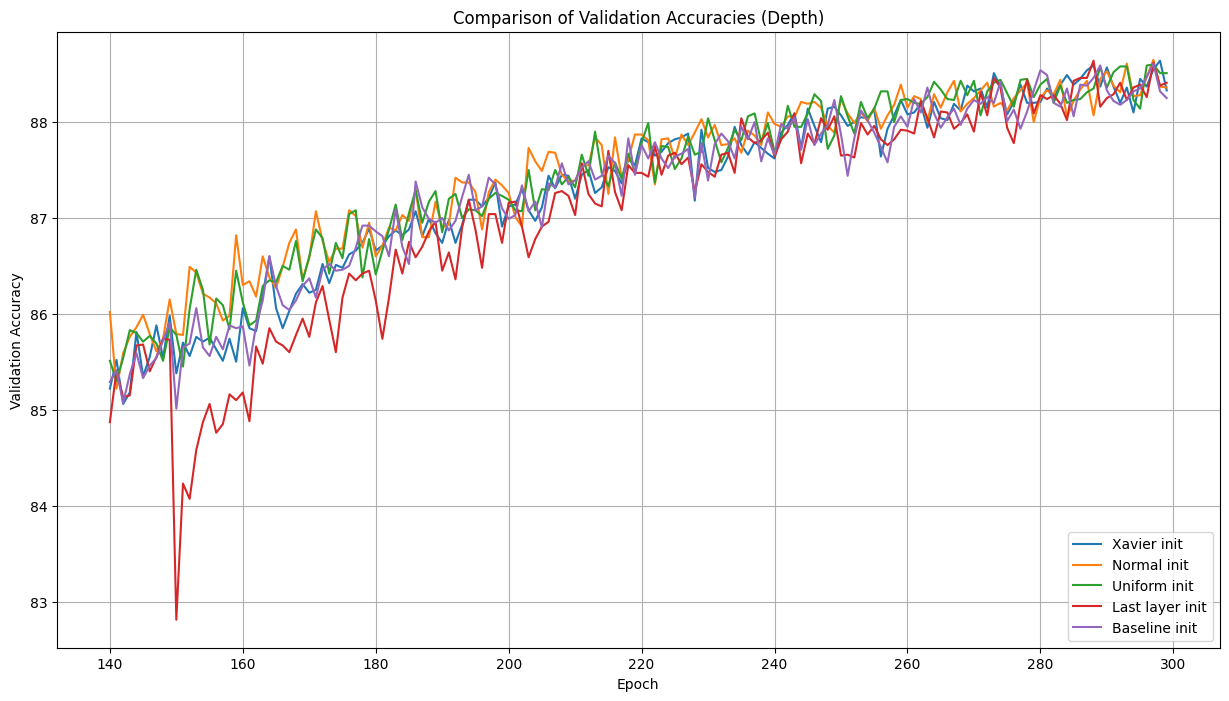 Comparison of Validation Accuracies (Depth)
Validation Accuracy
88
87
86
85
84
83
140 160 180 200 220 240 260 280 300
Epoch
Xavier init
Normal init
Uniform init
Last layer init
Baseline init